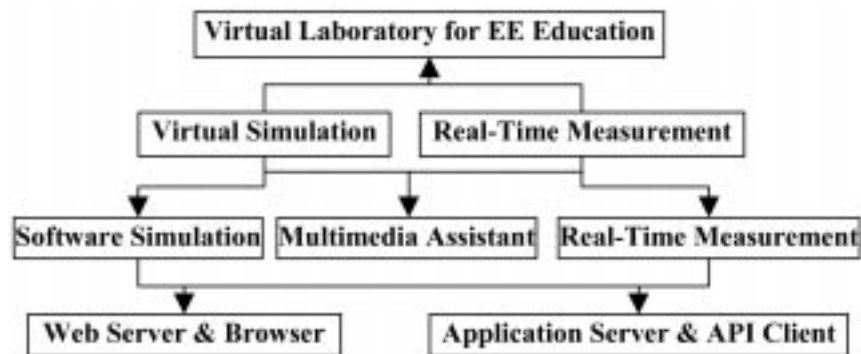 Virtual Laboratory for EE Education
Virtual Simulation
Real-Time Measurement
Software Simulation
Multimedia Assistant
Real-Time Measurement
Web Server & Browser
Application Server & API Client